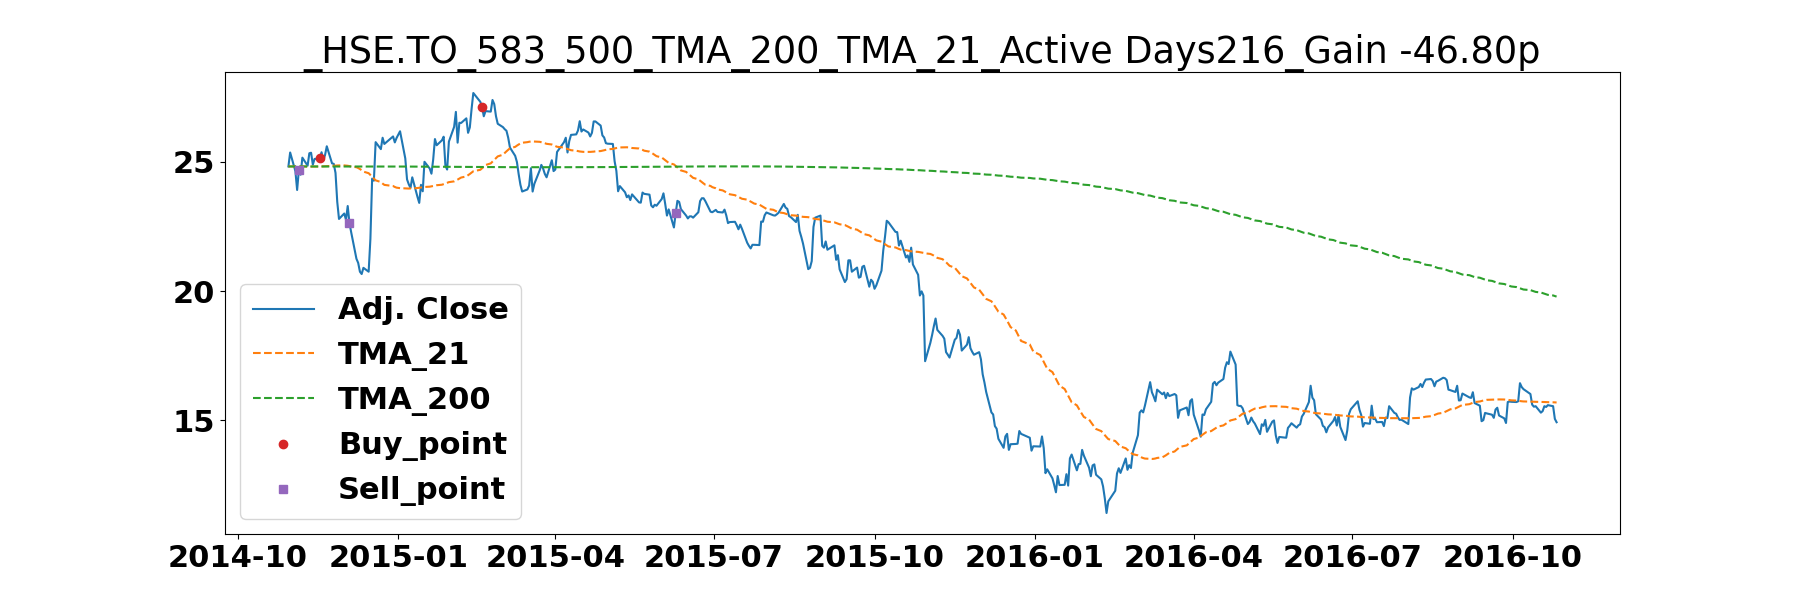 _HSE.TO_583_500_TMA_200_TMA_21_Active Days216_Gain -46.80p
25
20
15
Adj. Close
TMA_21
TMA_200
Buy_point
Sell_point
2014-10 2015-01 2015-04 2015-07 2015-10 2016-01 2016-04 2016-07 2016-10